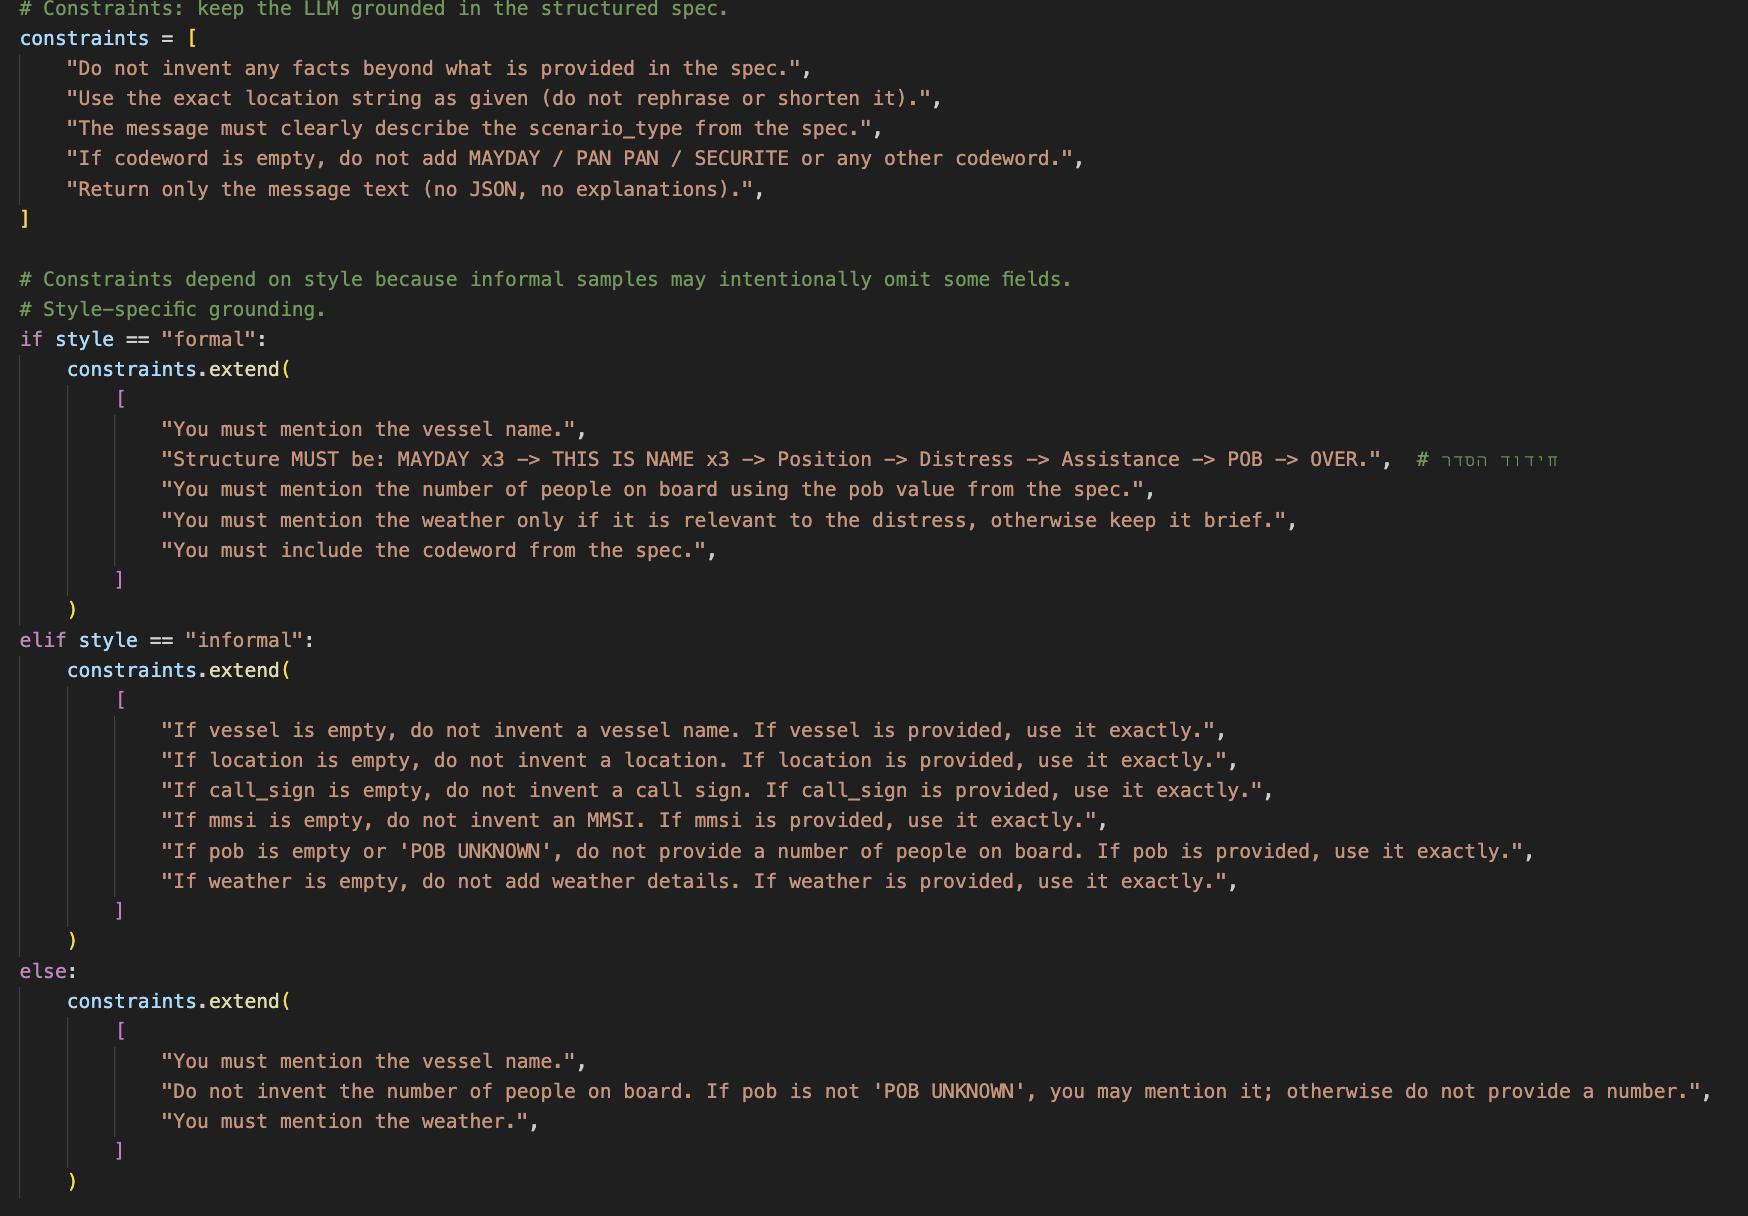 # Constraints: keep the LLM grounded in the structured spec.
constraints = [
    "Do not invent any facts beyond what is provided in the spec.",
    "Use the exact location string as given (do not rephrase or shorten it).",
    "The message must clearly describe the scenario_type from the spec.",
    "If codeword is empty, do not add MAYDAY / PAN PAN / SECURITE or any other codeword.",
    "Return only the message text (no JSON, no explanations).",
]

# Constraints depend on style because informal samples may intentionally omit some fields.
# Style-specific grounding.
if style == "formal":
    constraints.extend(
        [
            "You must mention the vessel name.",
            "Structure MUST be: MAYDAY x3 -> THIS IS NAME x3 -> Position -> Distress -> Assistance -> POB -> OVER.",  # חידוד הסדר
            "You must mention the number of people on board using the pob value from the spec.",
            "You must mention the weather only if it is relevant to the distress, otherwise keep it brief.",
            "You must include the codeword from the spec.",
        ]
    )
elif style == "informal":
    constraints.extend(
        [
            "If vessel is empty, do not invent a vessel name. If vessel is provided, use it exactly.",
            "If location is empty, do not invent a location. If location is provided, use it exactly.",
            "If call_sign is empty, do not invent a call sign. If call_sign is provided, use it exactly.",
            "If mmsi is empty, do not invent an MMSI. If mmsi is provided, use it exactly.",
            "If pob is empty or 'POB UNKNOWN', do not provide a number of people on board. If pob is provided, use it exactly.",
            "If weather is empty, do not add weather details. If weather is provided, use it exactly.",
        ]
    )
else:
    constraints.extend(
        [
            "You must mention the vessel name.",
            "Do not invent the number of people on board. If pob is not 'POB UNKNOWN', you may mention it; otherwise do not provide a number.",
            "You must mention the weather.",
        ]
    )